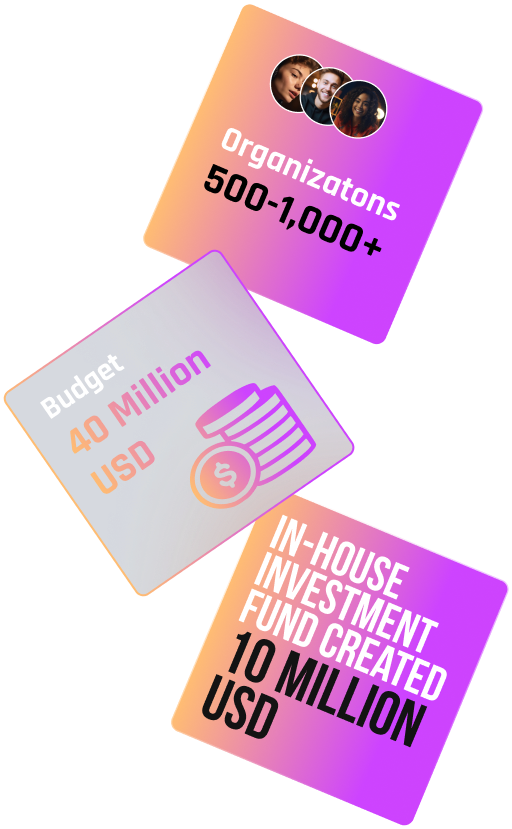 Organizatons
500-1,000+
Budget
40 Million
USD
$
IN-HOUSE
INVESTMENT
FUND CREATED
10 MILLION
USD